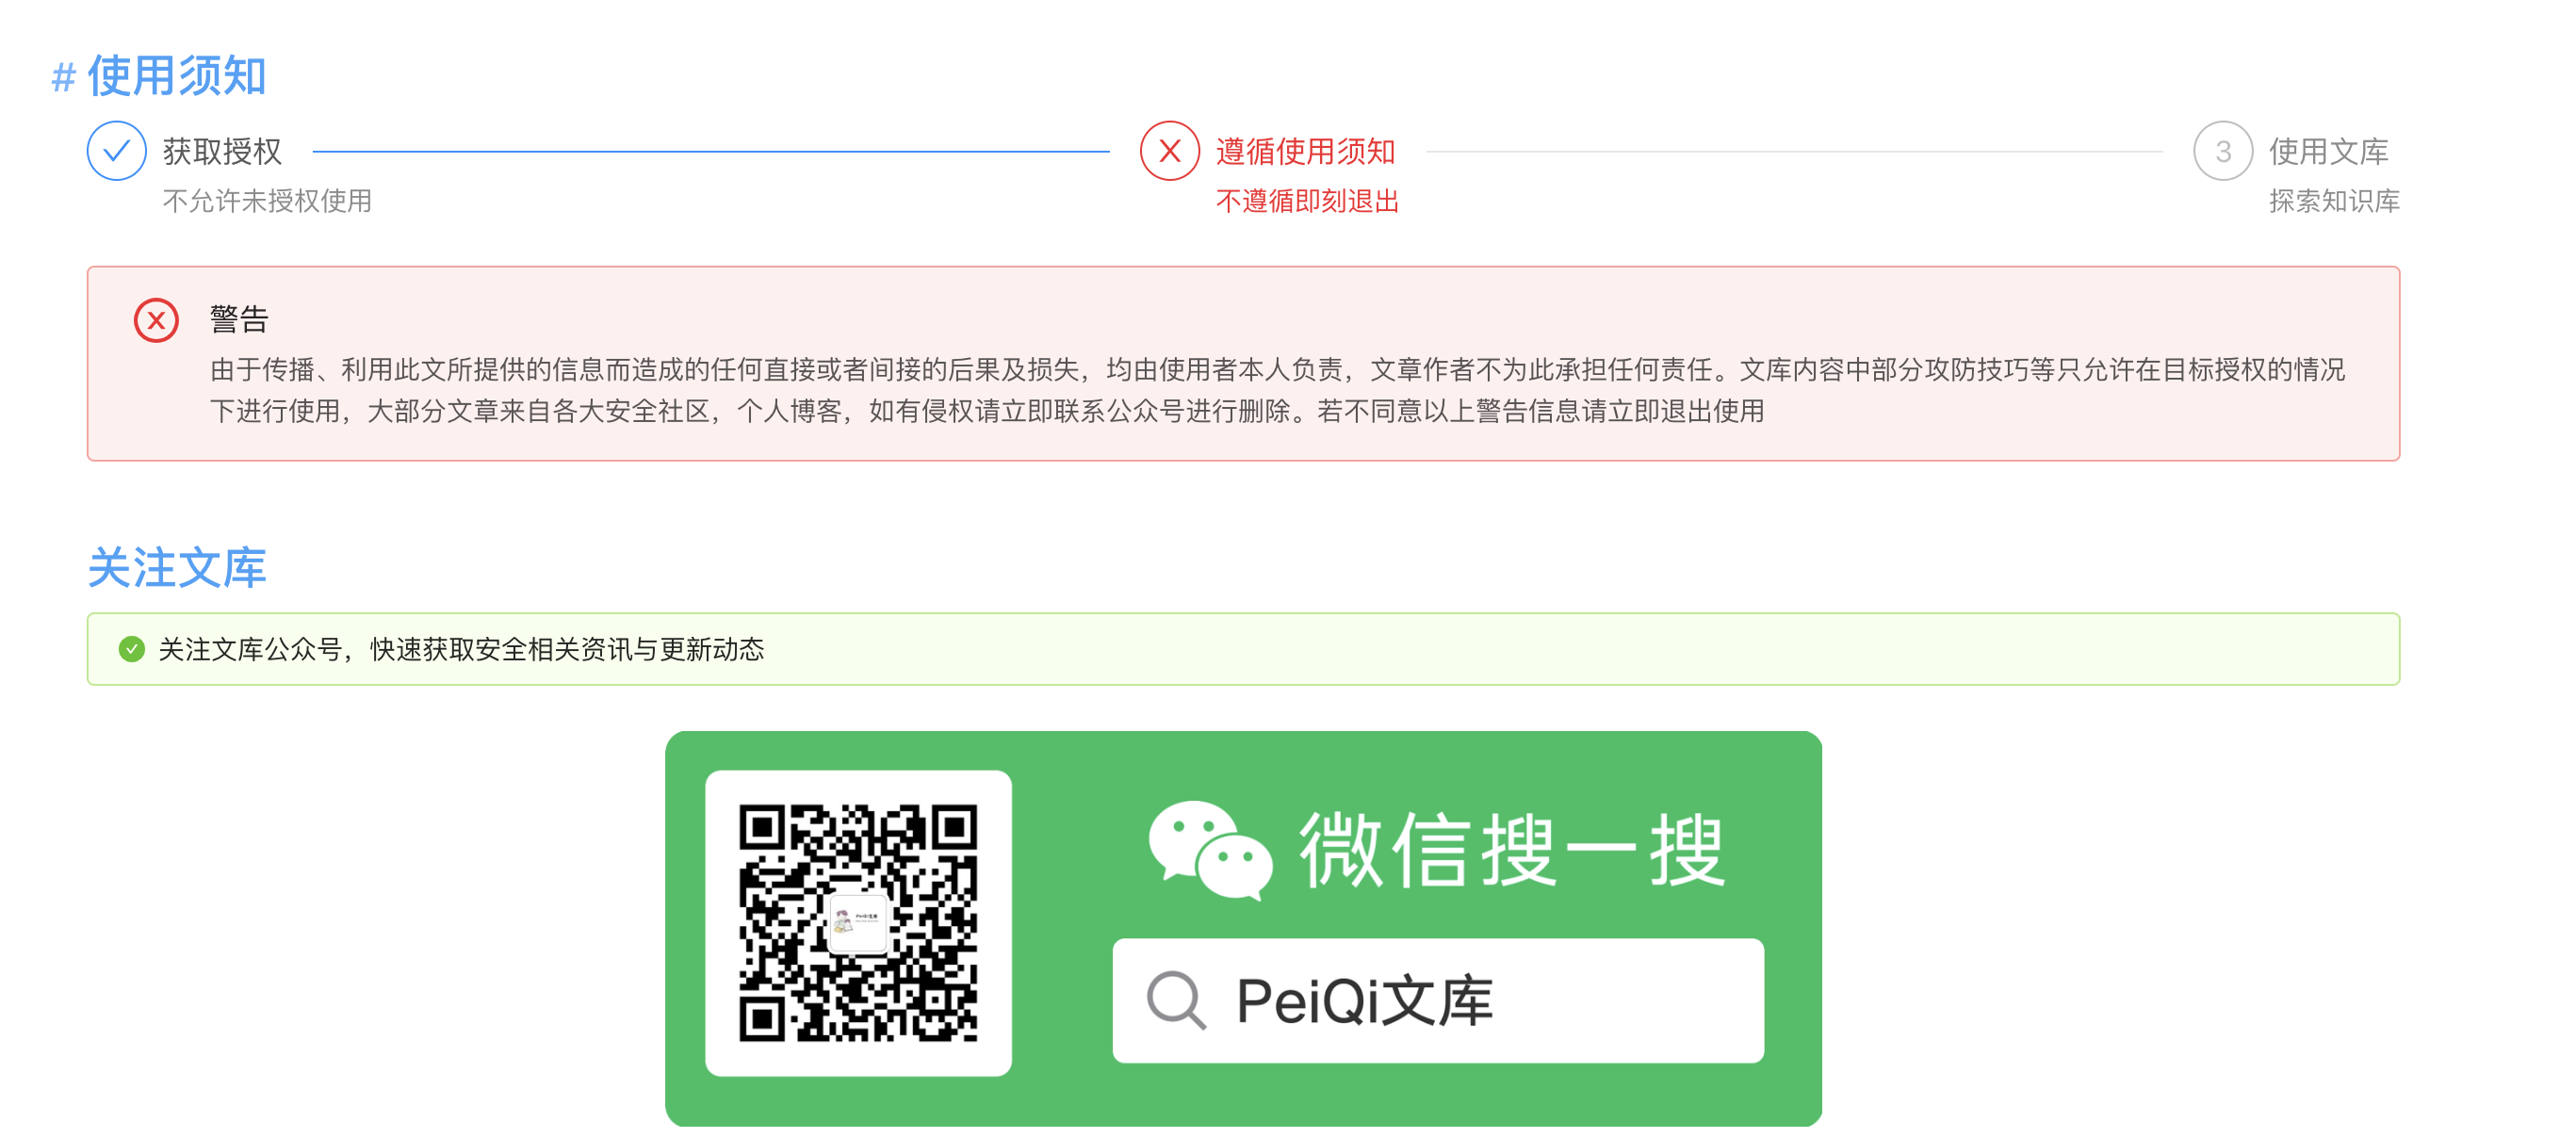 # 使用须知
获取授权
不允许未授权使用
遵循使用须知
不遵循即刻退出
3 使用文库
探索知识库
警告
由于传播、利用此文所提供的信息而造成的任何直接或者间接的后果及损失，均由使用者本人负责，文章作者不为此承担任何责任。文库内容中部分攻防技巧等只允许在目标授权的情况
下进行使用，大部分文章来自各大安全社区，个人博客，如有侵权请立即联系公众号进行删除。若不同意以上警告信息请立即退出使用
关注文库
关注文库公众号，快速获取安全相关资讯与更新动态
PeiQi文库
微信搜一搜
PeiQi文库